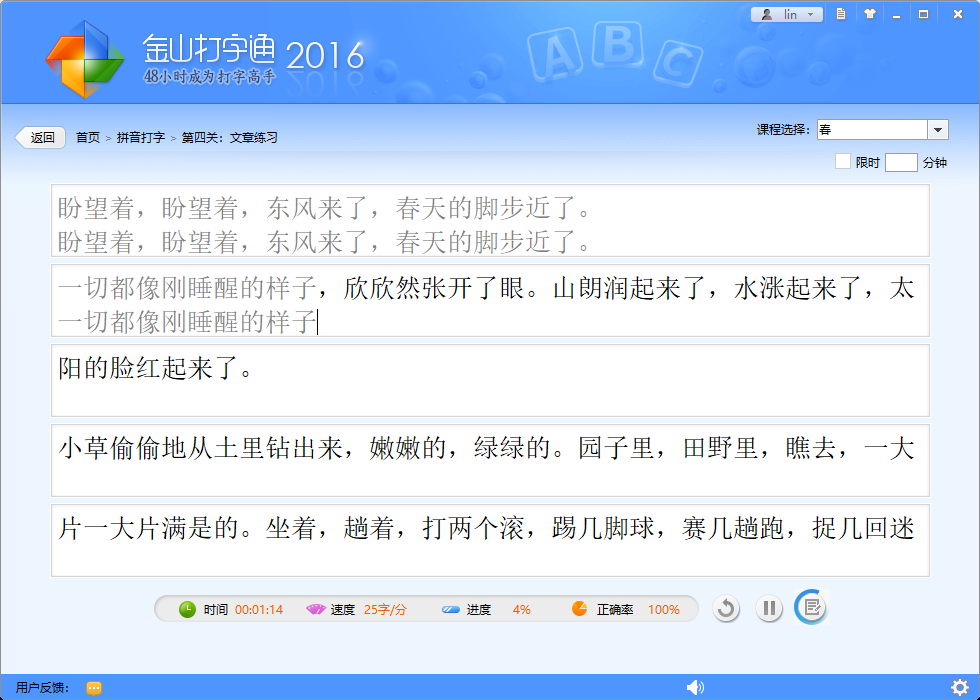 lin
金山打字通 2016
48小时成为打字高手
A B C
返回 首页 > 拼音打字 > 第四关：文章练习
课程选择： 春
限时 分钟
盼望着，盼望着，东风来了，春天的脚步近了。
盼望着，盼望着，东风来了，春天的脚步近了。
一切都像刚睡醒的样子，欣欣然张开了眼。山朗润起来了，水涨起来了，太
一切都像刚睡醒的样子
阳的脸红起来了。
小草偷偷地从土里钻出来，嫩嫩的，绿绿的。园子里，田野里，瞧去，一大
片一大片满是的。坐着，趟着，打两个滚，踢几脚球，赛几趟跑，捉几回迷
时间 00:01:14 速度 25字/分 进度 4% 正确率 100%
用户反馈：